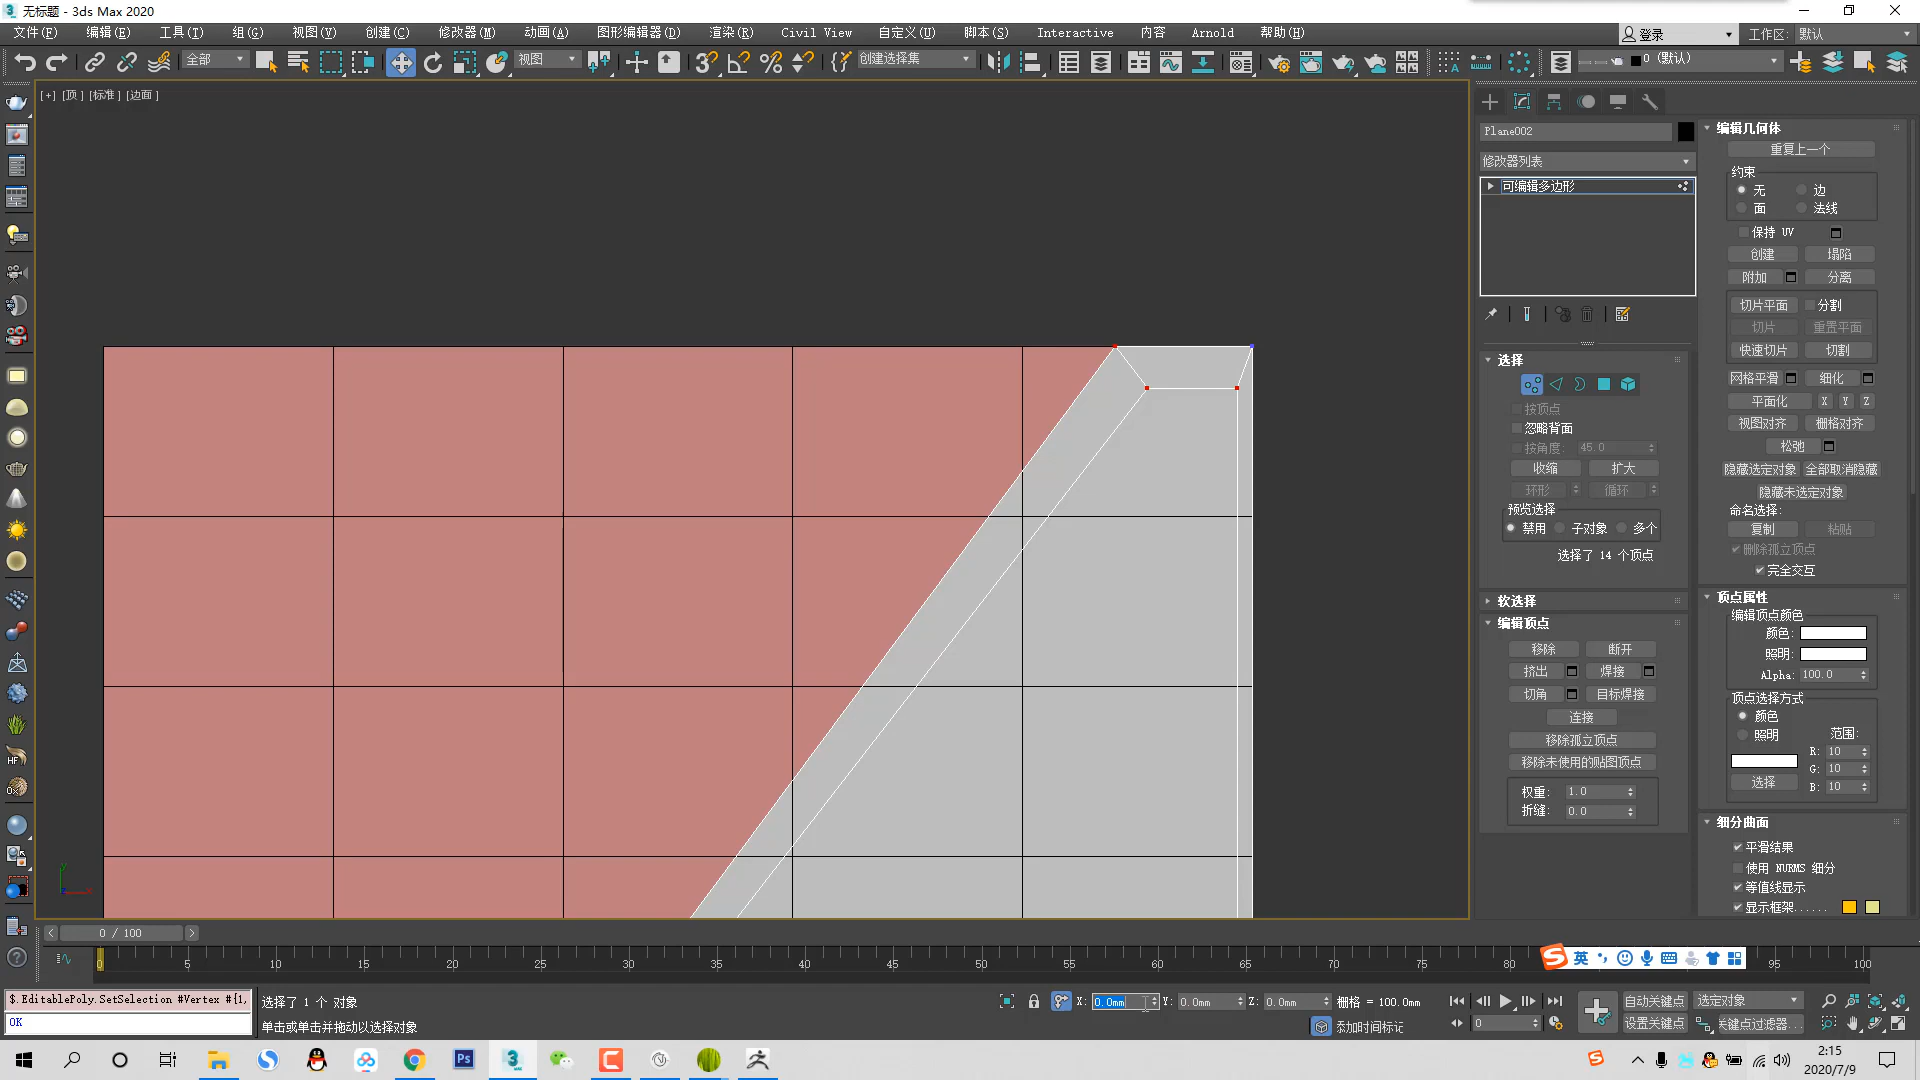 无标题 - 3ds Max 2020
文件(F) 编辑(E) 工具(T) 组(G) 视图(V) 创建(C) 修改器(M) 动画(A) 图形编辑器(D) 渲染(R) Civil View 自定义(U) 脚本(S) Interactive 内容 Arnold 帮助(H) 登录 工作区: 默认
全部 视图 创建选择集 0 (默认)
[+] [顶] [标准] [边面]
Plane002
修改器列表
可编辑多边形
选择
按顶点
忽略背面
按角度: 45.0
收缩 扩大
环形 循环
预览选择
禁用 子对象 多个
选择了 14 个顶点
软选择
编辑顶点
移除 断开
挤出 焊接
切角 目标焊接
连接
移除孤立顶点
移除未使用的贴图顶点
权重: 1.0
折缝: 0.0
编辑几何体
重复上一个
约束
无 边
面 法线
保持 UV
创建 塌陷
附加 分离
切片平面 分割
切片 重置平面
快速切片 切割
网格平滑 细化
平面化 X Y Z
视图对齐 栅格对齐
松弛
隐藏选定对象 全部取消隐藏
隐藏未选定对象
命名选择:
复制 粘贴
删除孤立顶点
完全交互
顶点属性
编辑顶点颜色
颜色:
照明:
Alpha: 100.0
顶点选择方式
颜色
照明 范围:
R: 10
G: 10
选择 B: 10
细分曲面
平滑结果
使用 NURMS 细分
等值线显示
显示框架......
0 / 100
0 5 10 15 20 25 30 35 40 45 50 55 60 65 70 75 80 95 100
英
$.EditablePoly.SetSelection #Vertex #{1,
OK
选择了 1 个 对象
单击或单击并拖动以选择对象
X: 0.0mm Y: 0.0mm Z: 0.0mm 栅格 = 100.0mm
添加时间标记
0
自动关键点 选定对象
设置关键点 关键点过滤器...
2:15
2020/7/9